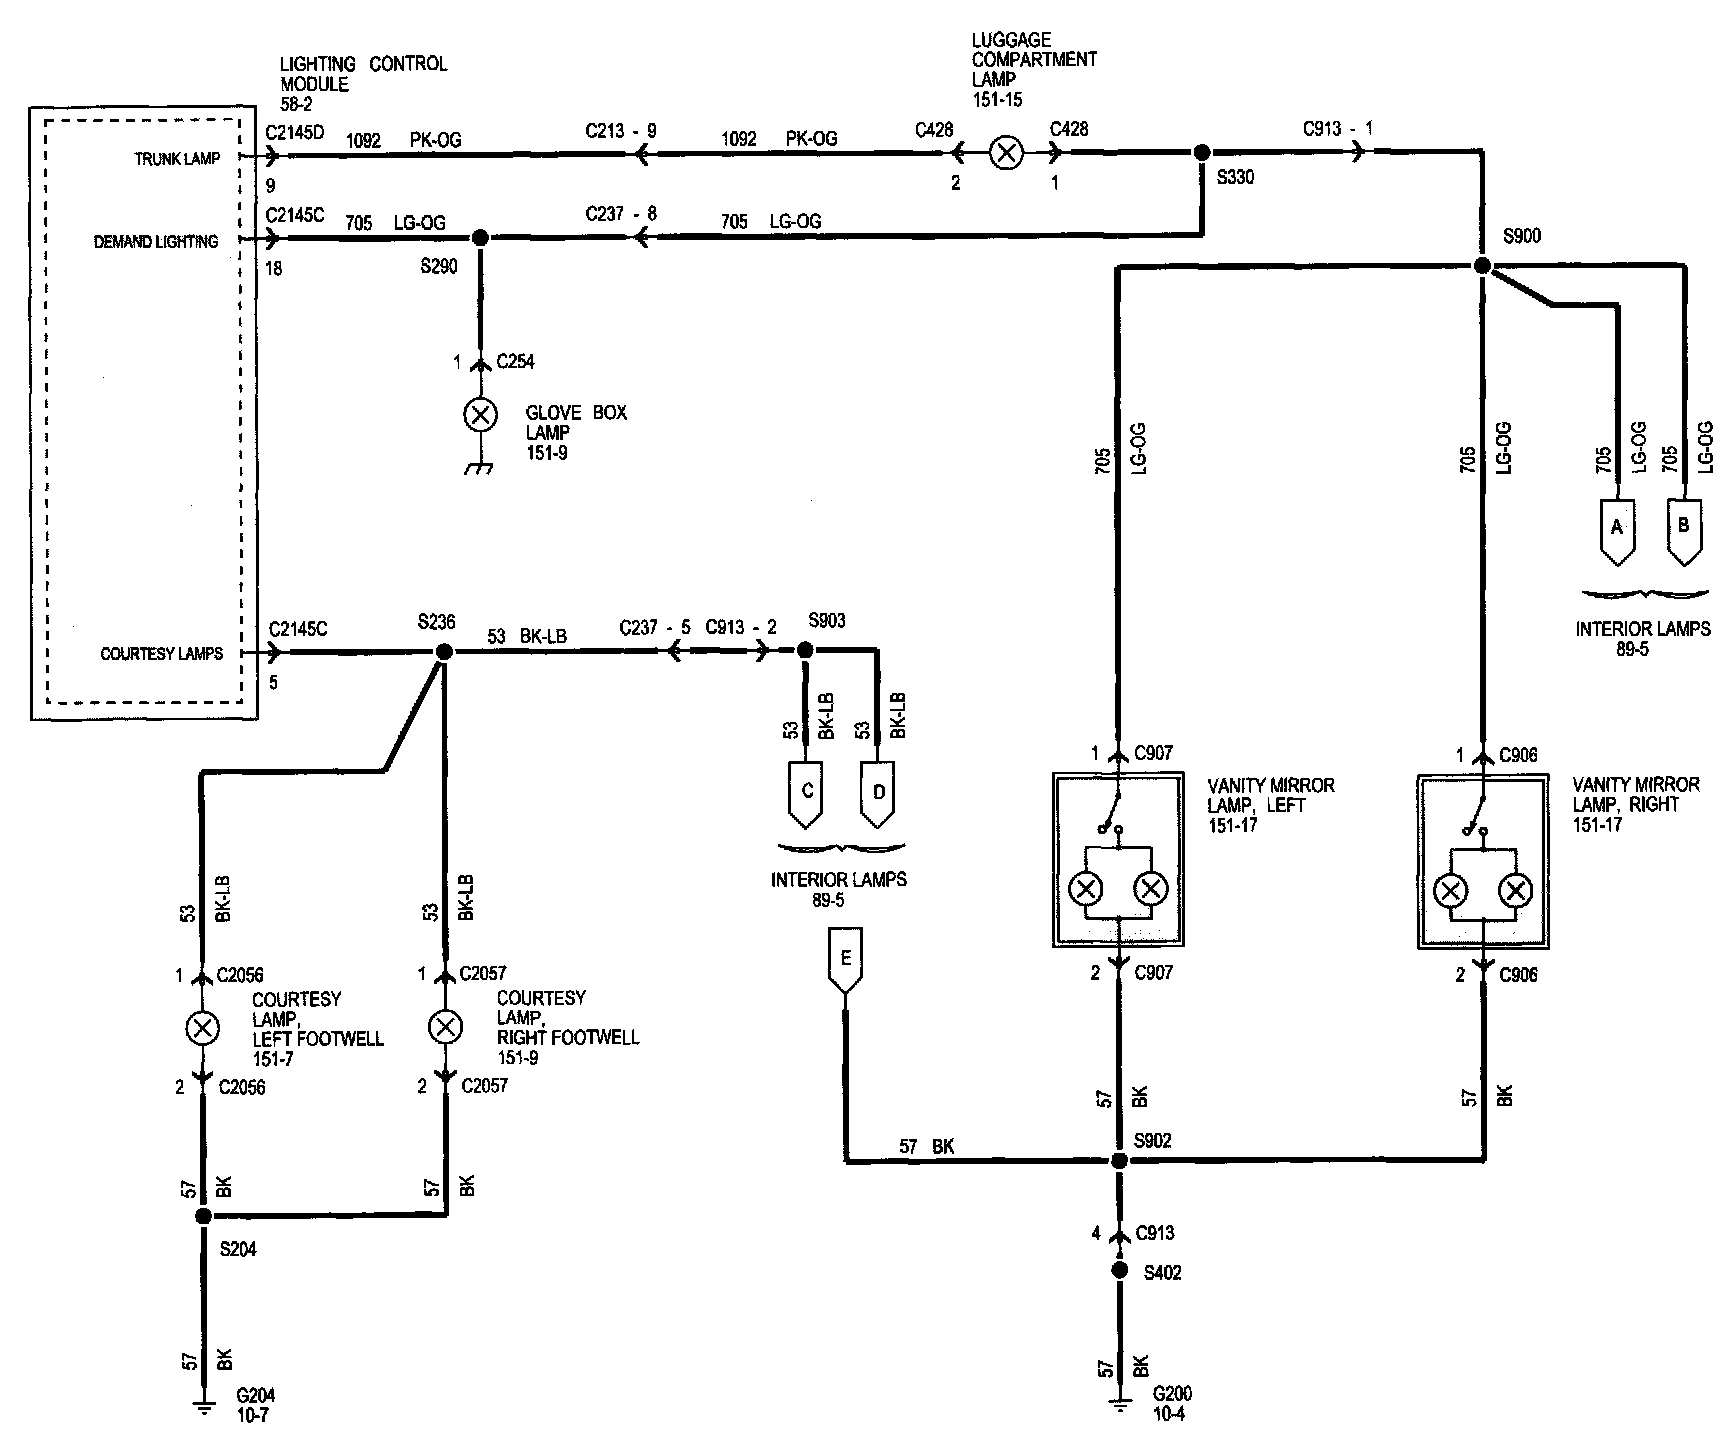 LIGHTING CONTROL
MODULE
58-2
LUGGAGE
COMPARTMENT
LAMP
151-15
TRUNK LAMP
C2145D
9
1092 PK-OG
C213 - 9
1092 PK-OG
C428
2
C428
1
S330
C913 - 1
DEMAND LIGHTING
C2145C
18
705 LG-OG
S290
C237 - 8
705 LG-OG
S900
1 C254
GLOVE BOX
LAMP
151-9
705 LG-OG
705 LG-OG
705 LG-OG
705 LG-OG
A
B
INTERIOR LAMPS
89-5
COURTESY LAMPS
C2145C
5
S236
53 BK-LB
C237 - 5
C913 - 2
S903
53 BK-LB
53 BK-LB
C
D
INTERIOR LAMPS
89-5
1 C907
VANITY MIRROR
LAMP, LEFT
151-17
2 C907
1 C906
VANITY MIRROR
LAMP, RIGHT
151-17
2 C906
53 BK-LB
53 BK-LB
1 C2056
COURTESY
LAMP,
LEFT FOOTWELL
151-7
2 C2056
1 C2057
COURTESY
LAMP,
RIGHT FOOTWELL
151-9
2 C2057
E
57 BK
57 BK
57 BK
S902
57 BK
57 BK
S204
4 C913
S402
57 BK
G204
10-7
57 BK
G200
10-4